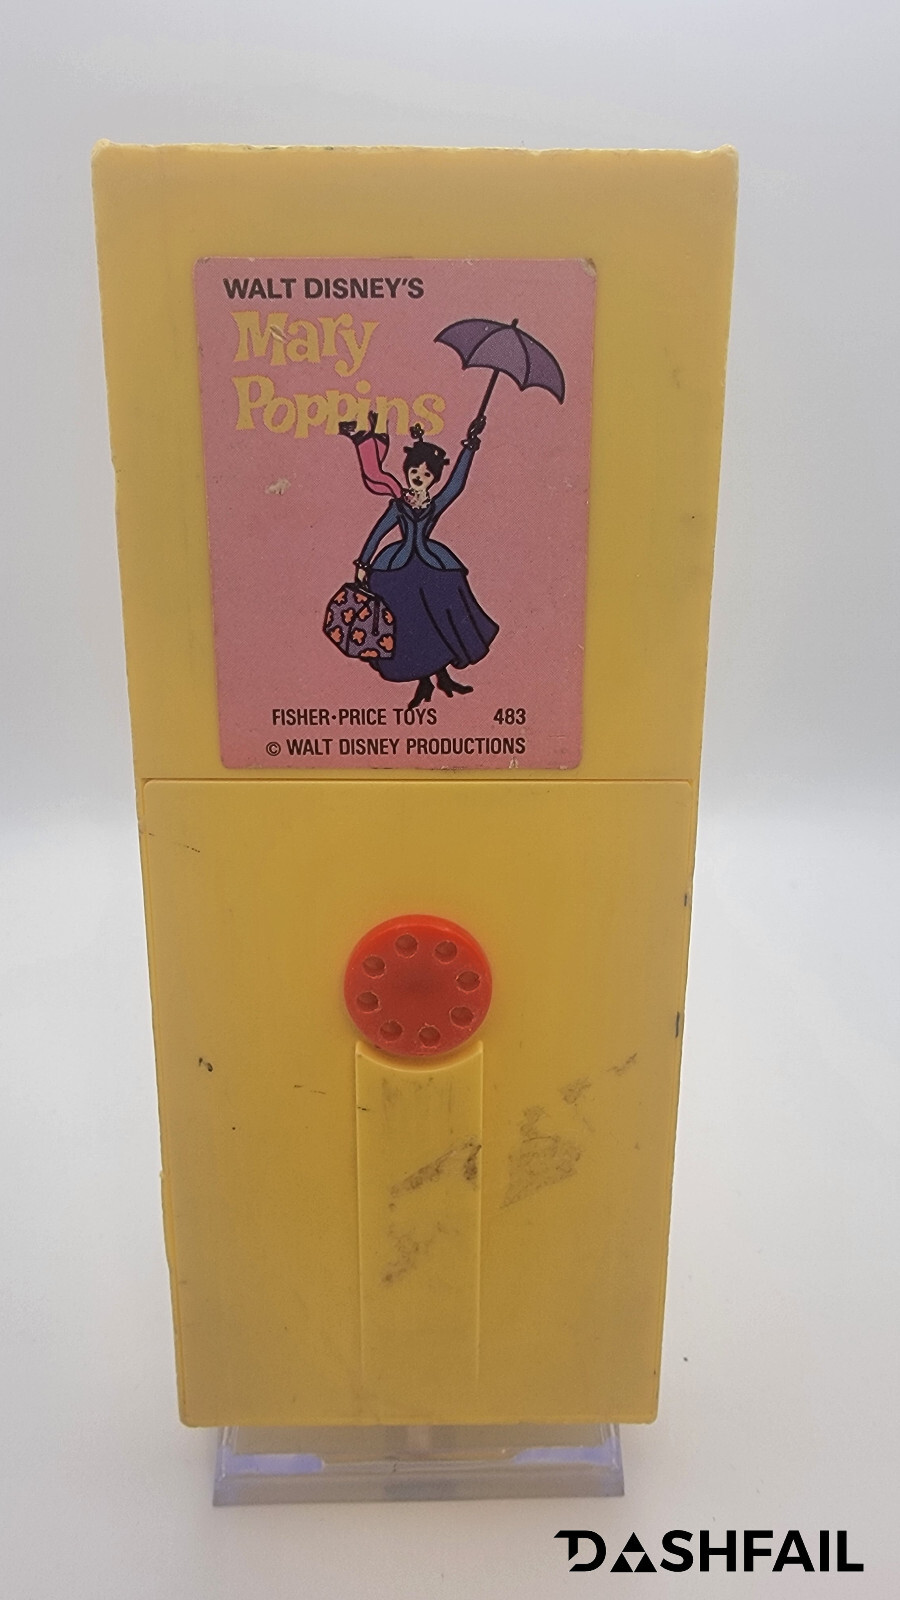 WALT DISNEY'S
Mary
Poppins
FISHER·PRICE TOYS 483
© WALT DISNEY PRODUCTIONS
DASHFAIL